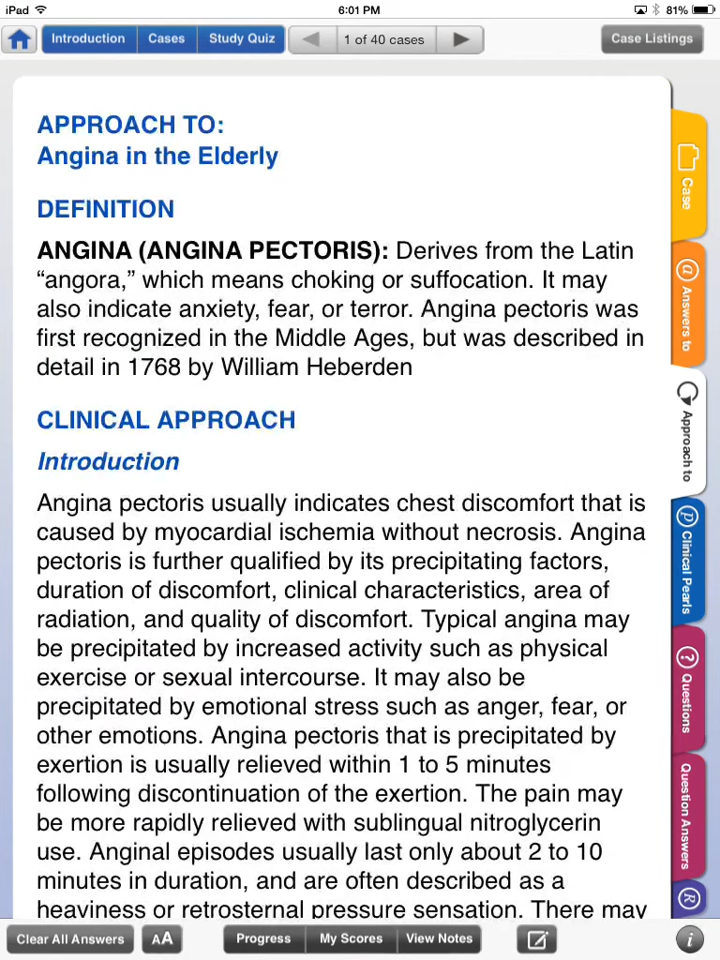 iPad 6:01 PM 81%
Introduction Cases Study Quiz 1 of 40 cases Case Listings
APPROACH TO:
Angina in the Elderly
DEFINITION
ANGINA (ANGINA PECTORIS): Derives from the Latin
“angora,” which means choking or suffocation. It may
also indicate anxiety, fear, or terror. Angina pectoris was
first recognized in the Middle Ages, but was described in
detail in 1768 by William Heberden
CLINICAL APPROACH
Introduction
Angina pectoris usually indicates chest discomfort that is
caused by myocardial ischemia without necrosis. Angina
pectoris is further qualified by its precipitating factors,
duration of discomfort, clinical characteristics, area of
radiation, and quality of discomfort. Typical angina may
be precipitated by increased activity such as physical
exercise or sexual intercourse. It may also be
precipitated by emotional stress such as anger, fear, or
other emotions. Angina pectoris that is precipitated by
exertion is usually relieved within 1 to 5 minutes
following discontinuation of the exertion. The pain may
be more rapidly relieved with sublingual nitroglycerin
use. Anginal episodes usually last only about 2 to 10
minutes in duration, and are often described as a
heaviness or retrosternal pressure sensation. There may
Case
@ Answers to
Approach to
p Clinical Pearls
? Questions
Question Answers
R
Clear All Answers AA Progress My Scores View Notes i